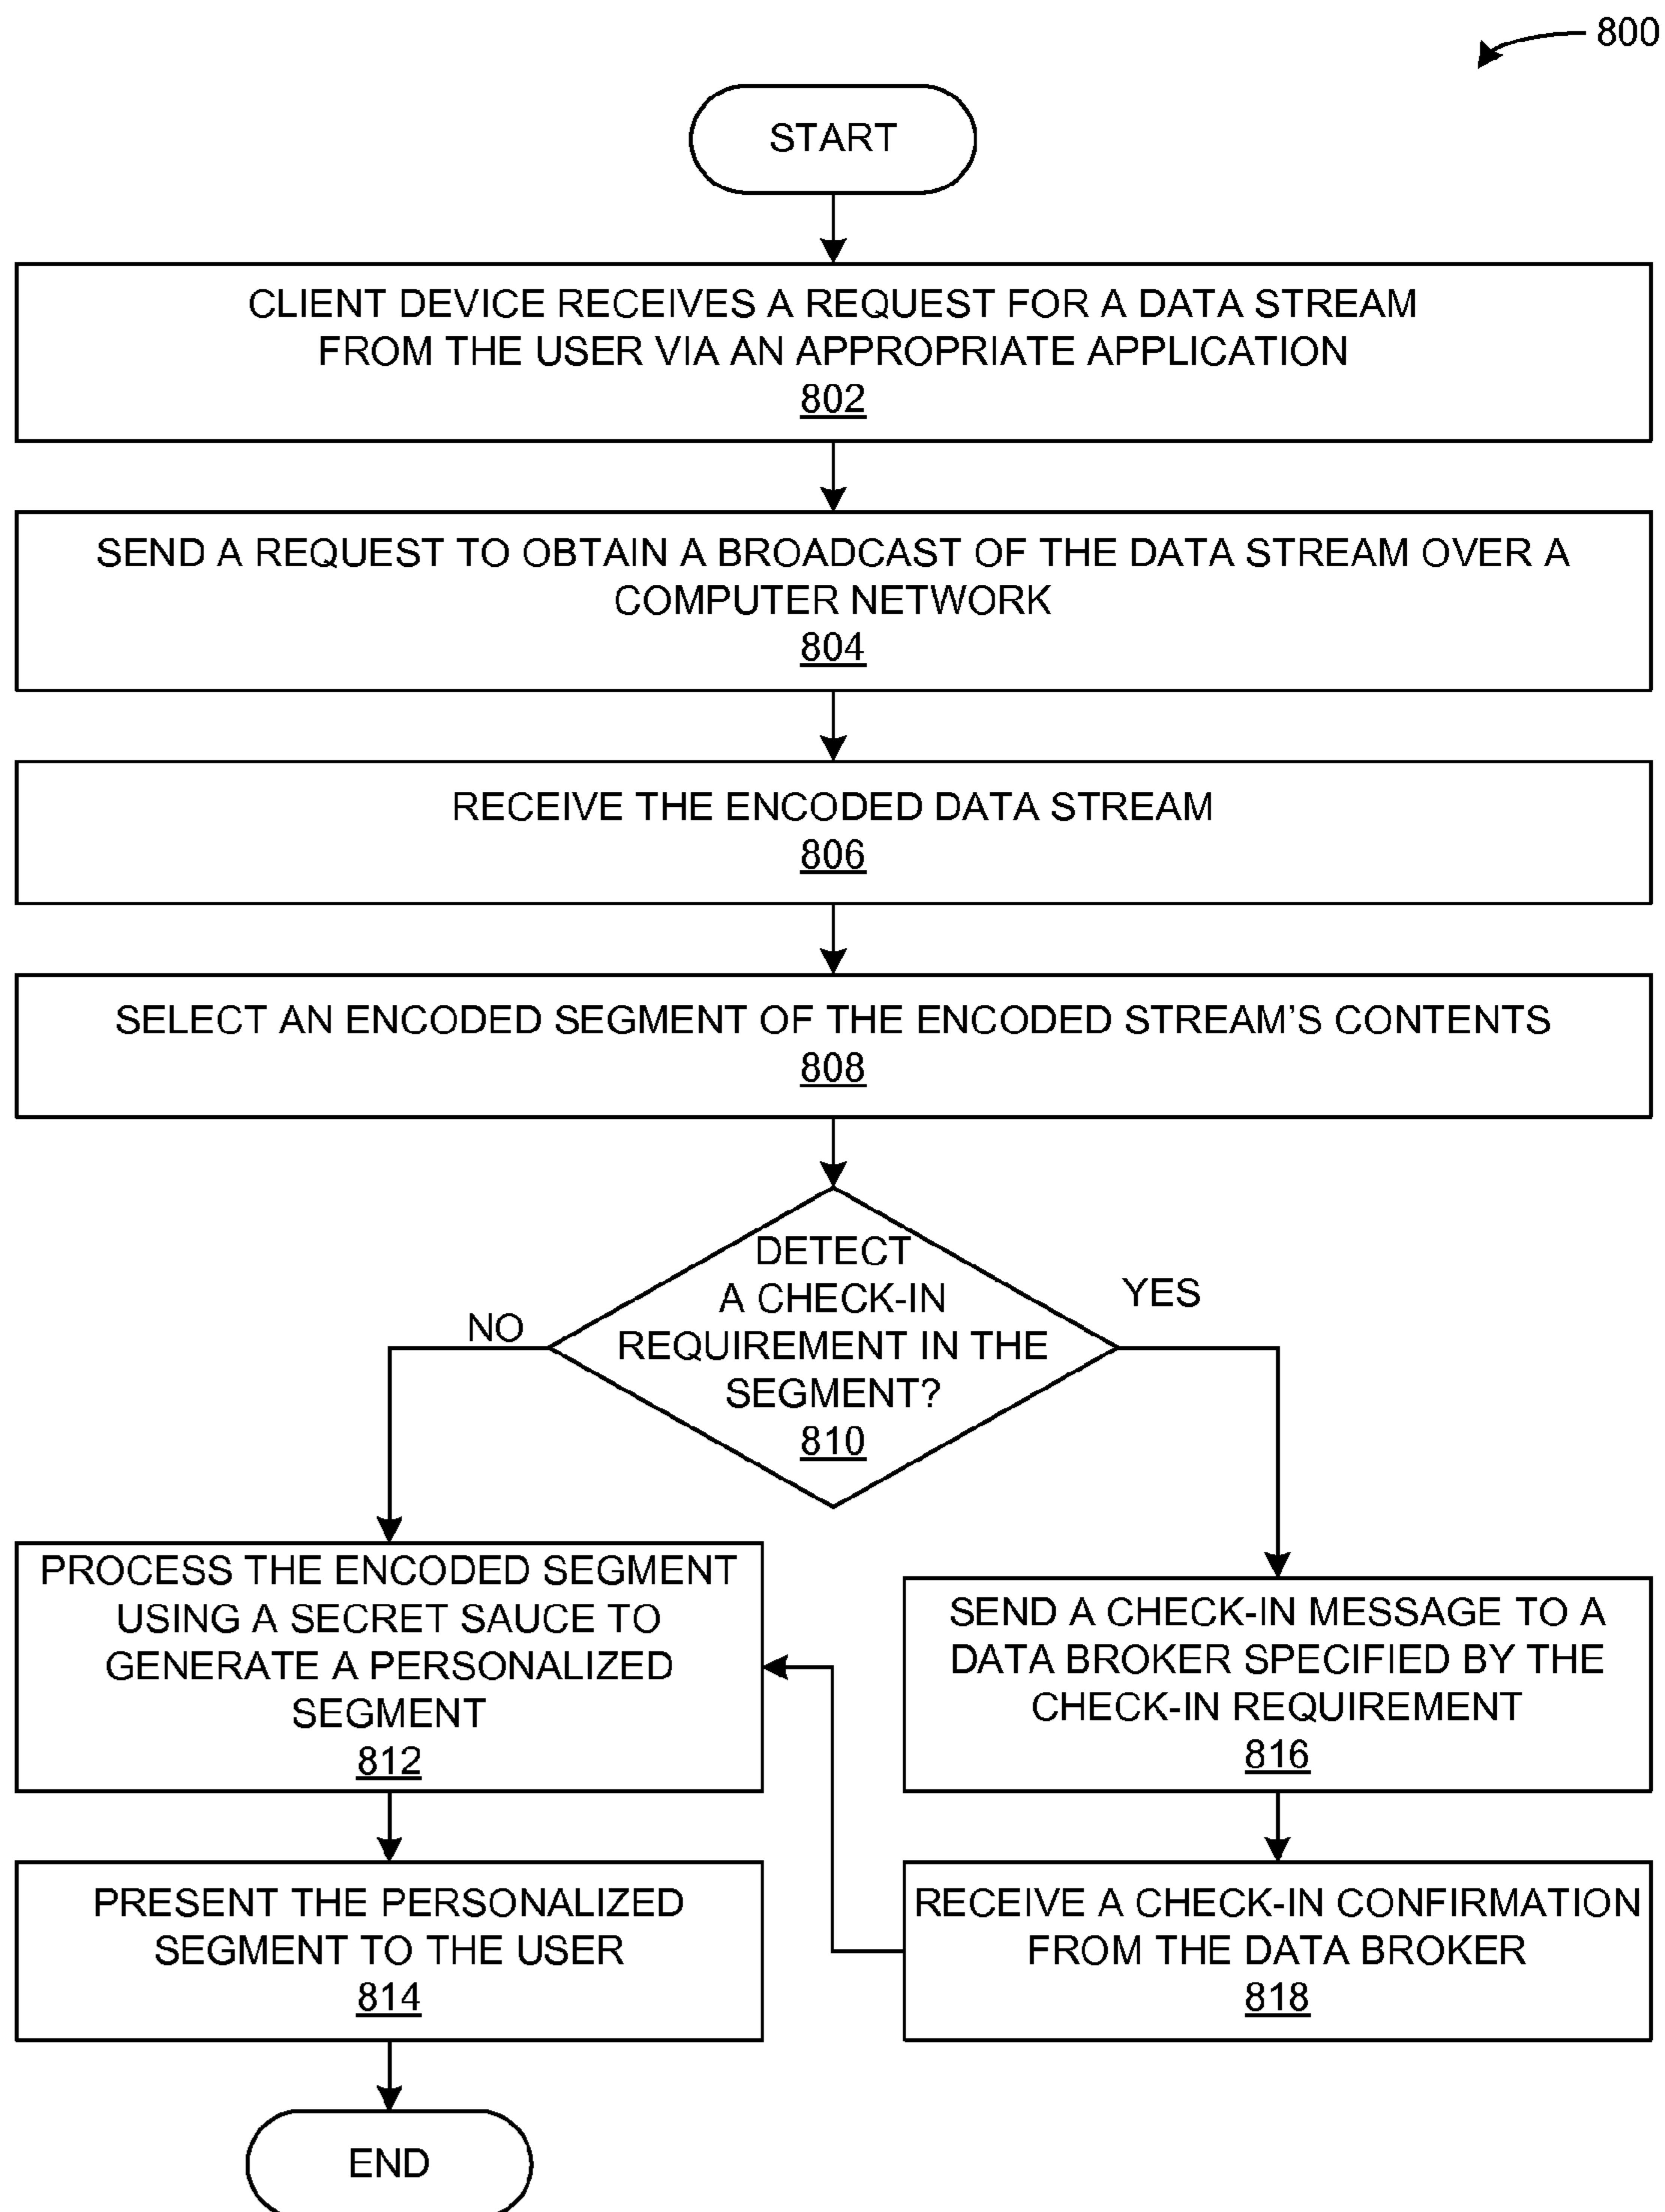 800
START
CLIENT DEVICE RECEIVES A REQUEST FOR A DATA STREAM
FROM THE USER VIA AN APPROPRIATE APPLICATION
802
SEND A REQUEST TO OBTAIN A BROADCAST OF THE DATA STREAM OVER A
COMPUTER NETWORK
804
RECEIVE THE ENCODED DATA STREAM
806
SELECT AN ENCODED SEGMENT OF THE ENCODED STREAM’S CONTENTS
808
DETECT
A CHECK-IN
REQUIREMENT IN THE
SEGMENT?
810
NO
YES
PROCESS THE ENCODED SEGMENT
USING A SECRET SAUCE TO
GENERATE A PERSONALIZED
SEGMENT
812
SEND A CHECK-IN MESSAGE TO A
DATA BROKER SPECIFIED BY THE
CHECK-IN REQUIREMENT
816
PRESENT THE PERSONALIZED
SEGMENT TO THE USER
814
RECEIVE A CHECK-IN CONFIRMATION
FROM THE DATA BROKER
818
END